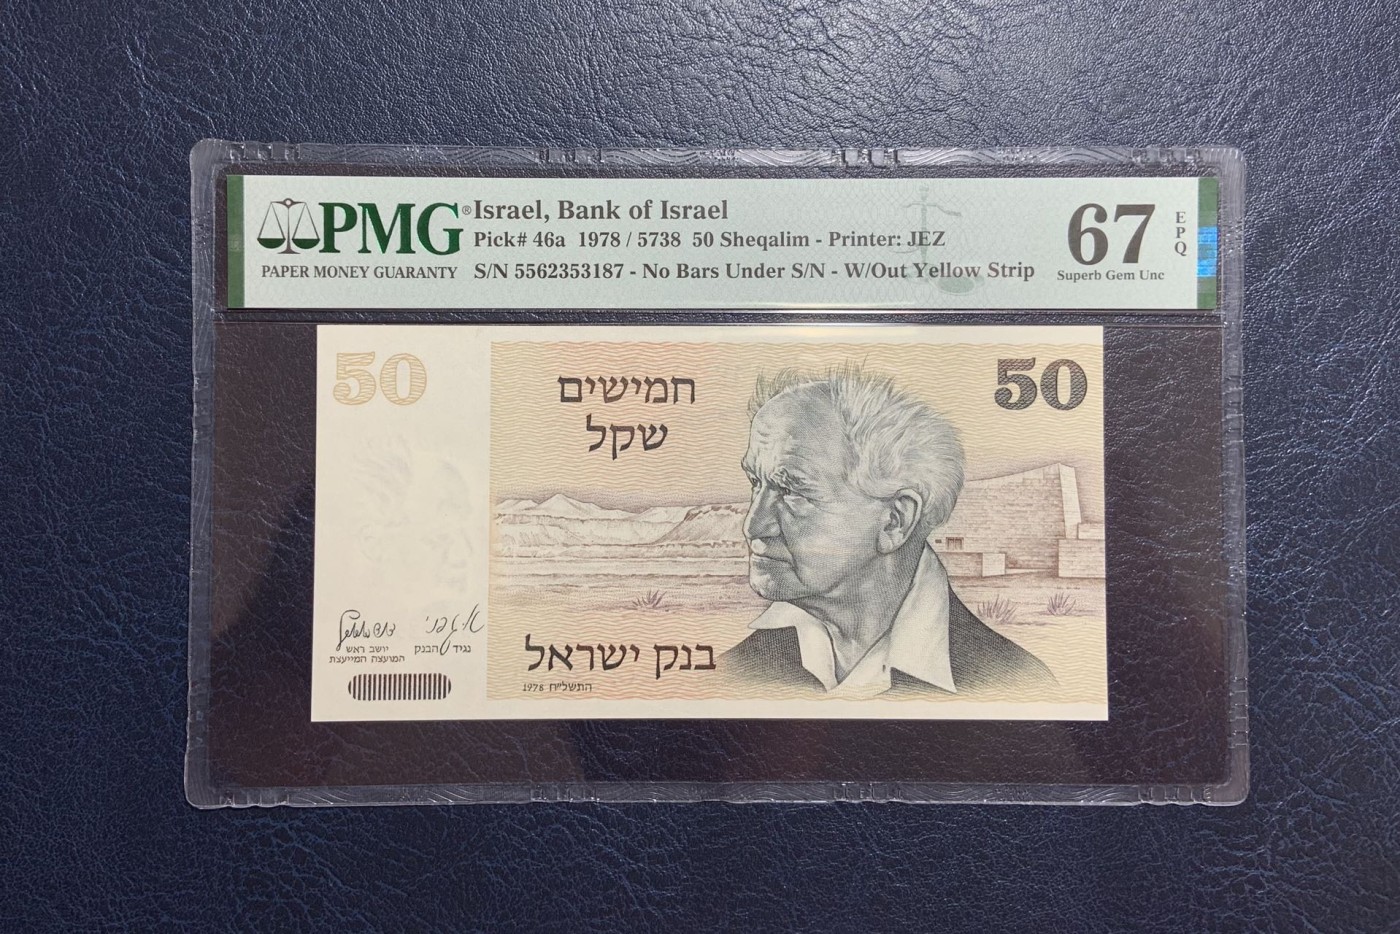 PMG®
PAPER MONEY GUARANTY
Israel, Bank of Israel
Pick# 46a 1978 / 5738 50 Sheqalim - Printer: JEZ
S/N 5562353187 - No Bars Under S/N - W/Out Yellow Strip
67
EPQ
Superb Gem Unc
50
חמישים
שקל
50
נגיד הבנק
יושב ראש
המועצה המייעצת
בנק ישראל
התשל"ח 1978